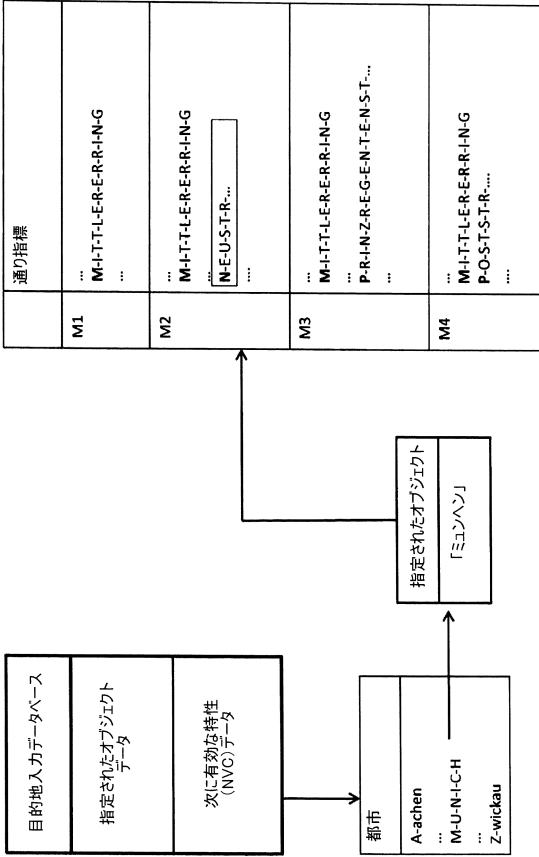 目的地入力データベース
指定されたオブジェクト
データ
次に有効な特性
(NVC)データ
都市
A-achen
...
M-U-N-I-C-H
...
Z-wickau
指定されたオブジェクト
「ミュンヘン」
通り指標
M1
...
M-I-T-T-L-E-R-E-R-R-I-N-G
...
M2
...
M-I-T-T-L-E-R-E-R-R-I-N-G
...
N-E-U-S-T-R-...
....
M3
...
M-I-T-T-L-E-R-E-R-R-I-N-G
...
P-R-I-N-Z-R-E-G-E-N-T-E-N-S-T-...
...
M4
...
M-I-T-T-L-E-R-E-R-R-I-N-G
P-O-S-T-S-T-R-....
....